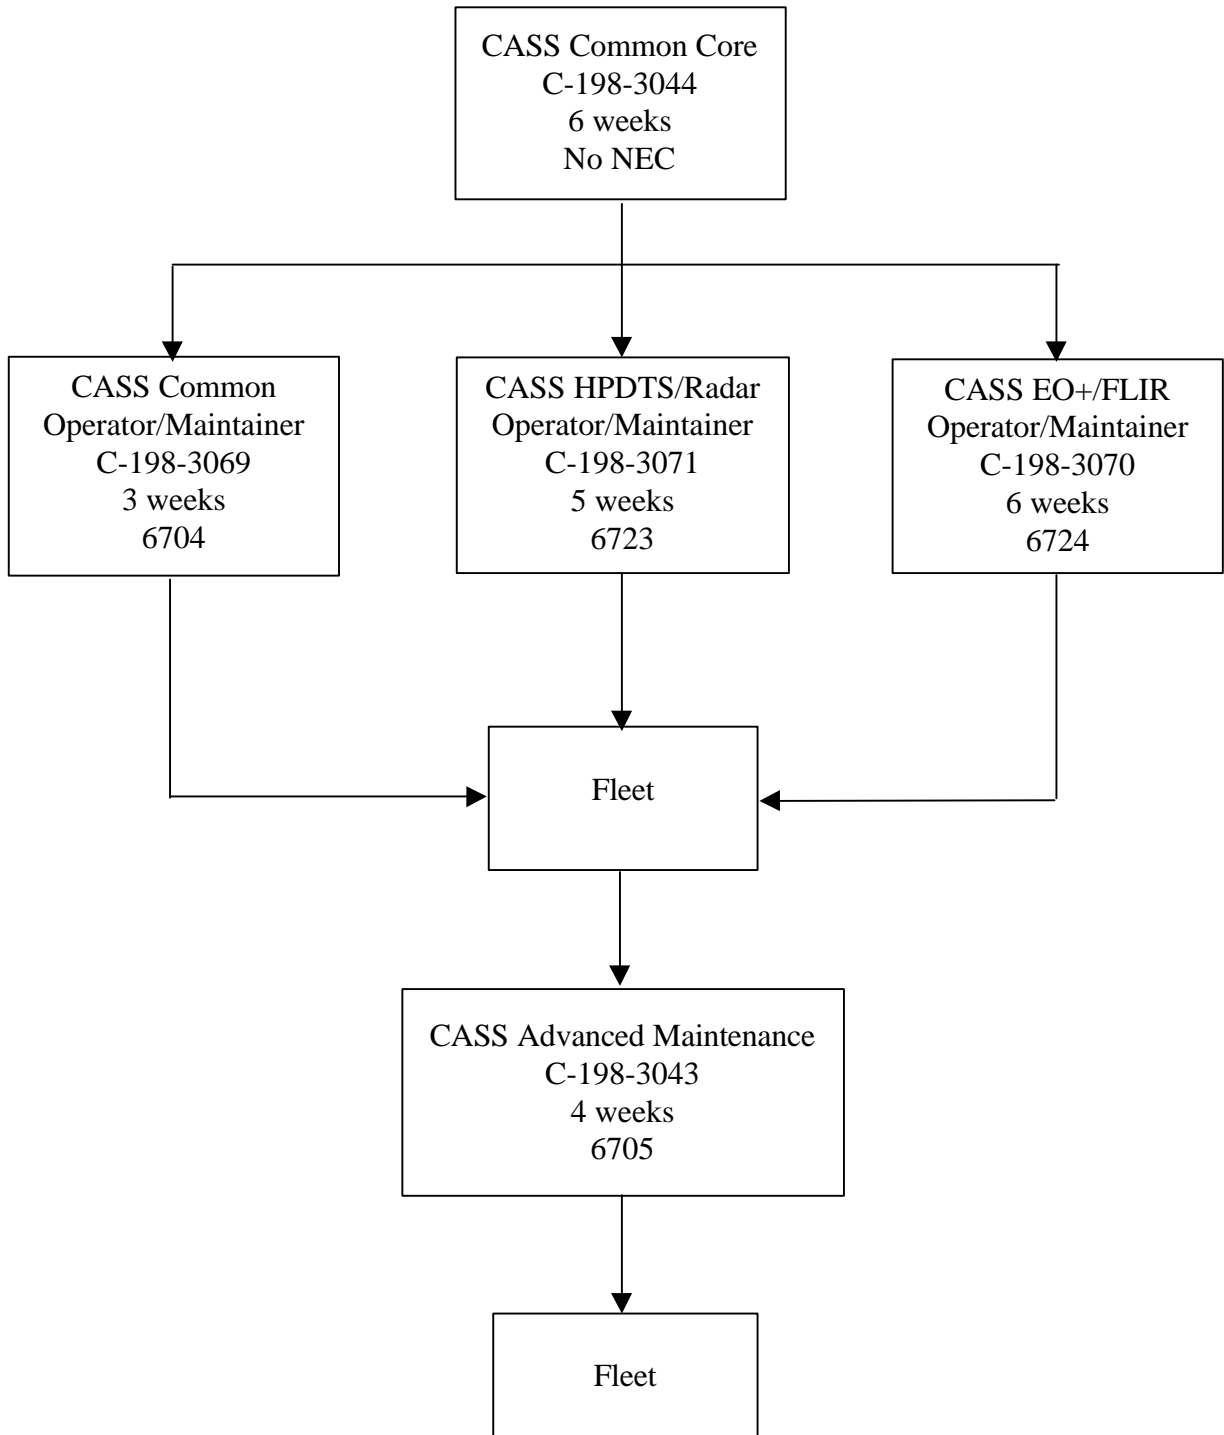 CASS Common Core
C-198-3044
6 weeks
No NEC
CASS Common
Operator/Maintainer
C-198-3069
3 weeks
6704
CASS HPDTS/Radar
Operator/Maintainer
C-198-3071
5 weeks
6723
CASS EO+/FLIR
Operator/Maintainer
C-198-3070
6 weeks
6724
Fleet
CASS Advanced Maintenance
C-198-3043
4 weeks
6705
Fleet